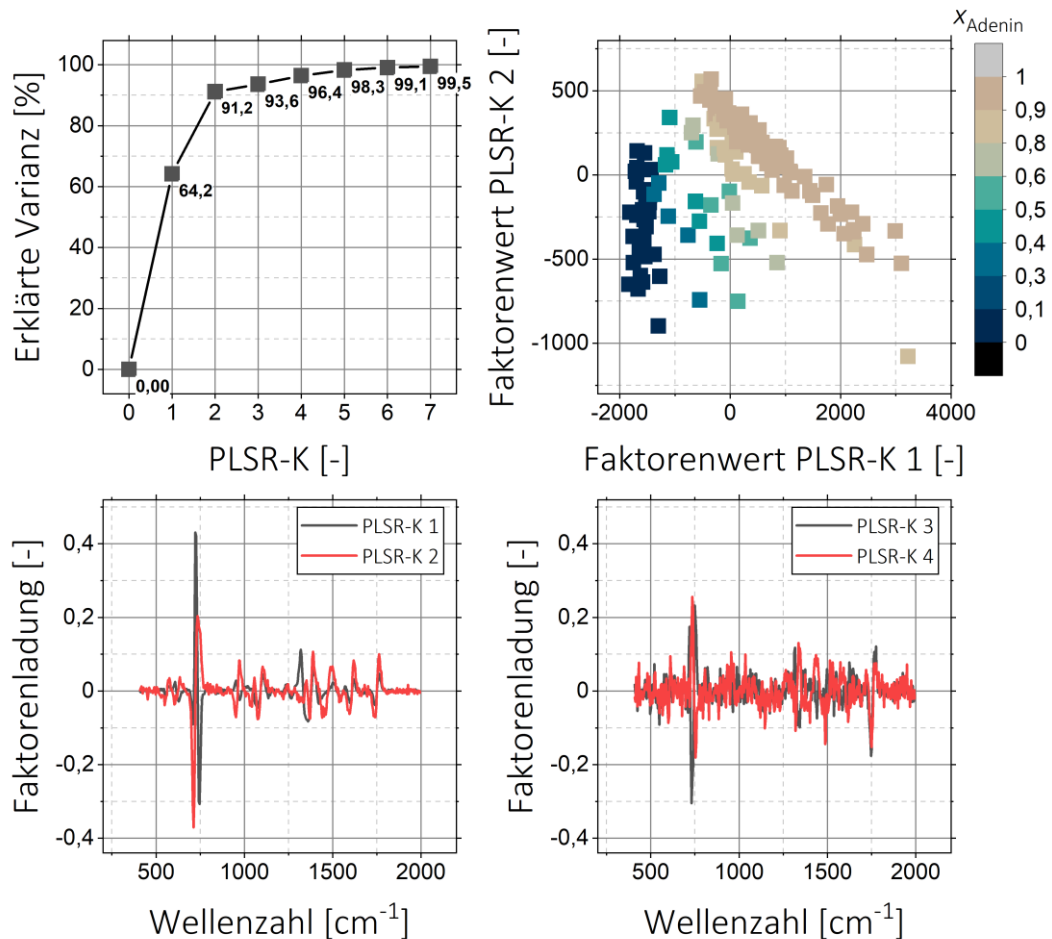 Erklärte Varianz [%]
100
80
60
40
20
0
0,00
64,2
91,2
93,6
96,4
98,3
99,1
99,5
0 1 2 3 4 5 6 7
PLSR-K [-]
Faktorenwert PLSR-K 2 [-]
500
0
-500
-1000
-2000 0 2000 4000
Faktorenwert PLSR-K 1 [-]
xAdenin
1
0,9
0,8
0,6
0,5
0,4
0,3
0,1
0
Faktorenladung [-]
0,4
0,2
0
-0,2
-0,4
PLSR-K 1
PLSR-K 2
500 1000 1500 2000
Wellenzahl [cm-1]
Faktorenladung [-]
0,4
0,2
0
-0,2
-0,4
PLSR-K 3
PLSR-K 4
500 1000 1500 2000
Wellenzahl [cm-1]